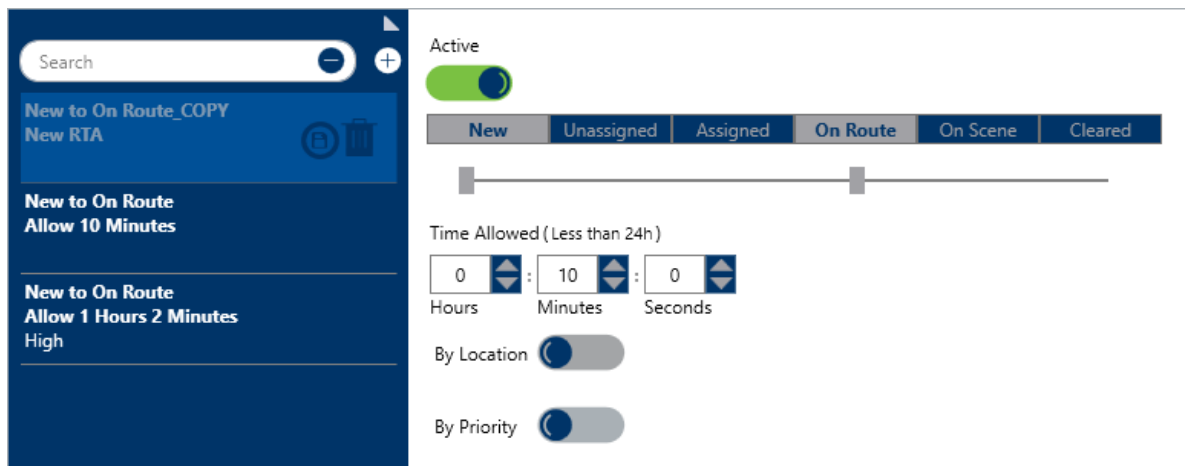 Search
New to On Route_COPY
New RTA
New to On Route
Allow 10 Minutes
New to On Route
Allow 1 Hours 2 Minutes
High
Active
New Unassigned Assigned On Route On Scene Cleared
Time Allowed ( Less than 24h )
0 : 10 : 0
Hours Minutes Seconds
By Location
By Priority